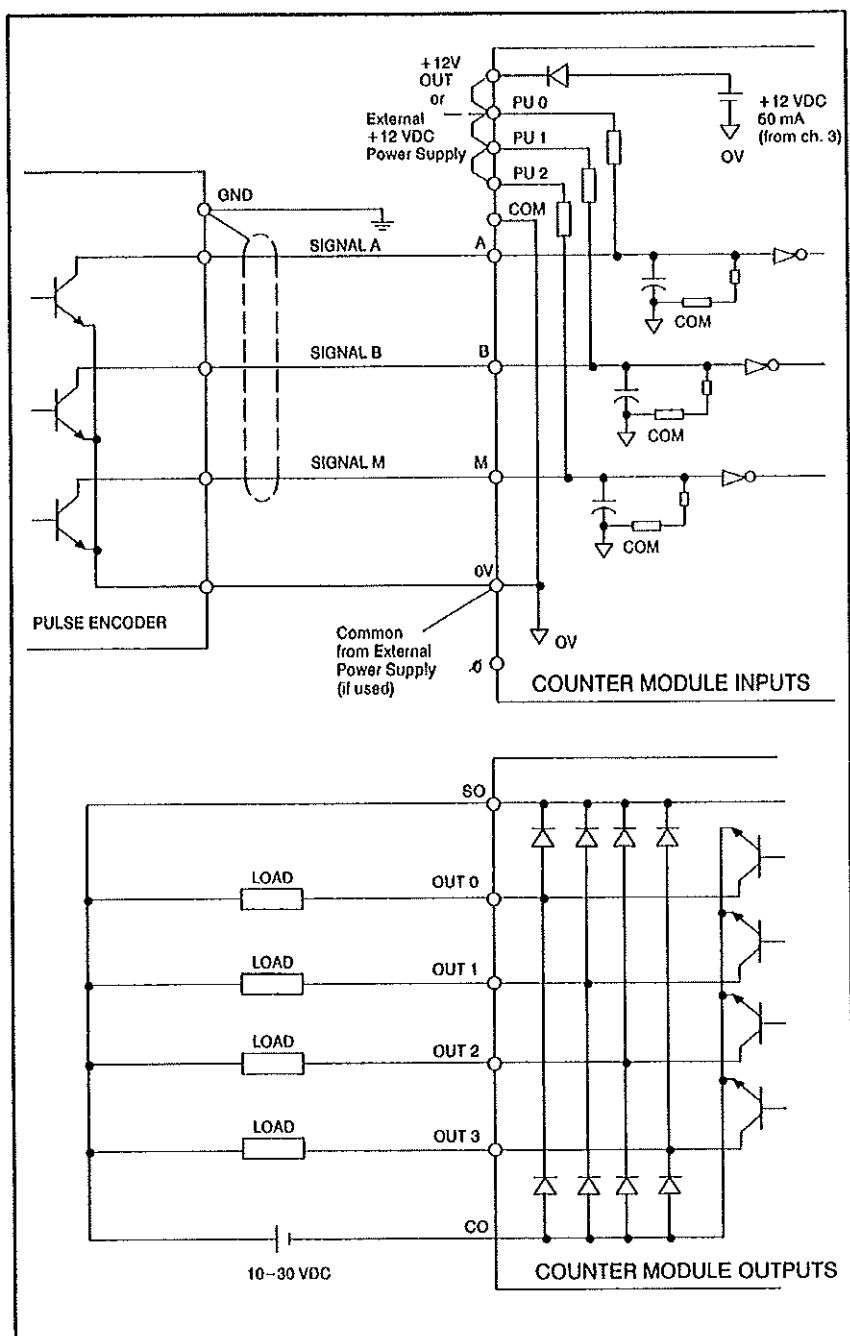 +12V
OUT
or
External
+12 VDC
Power Supply
PU 0
PU 1
PU 2
COM
+12 VDC
60 mA
(from ch. 3)
0V
GND
SIGNAL A
A
COM
SIGNAL B
B
COM
SIGNAL M
M
COM
0V
PULSE ENCODER
Common
from External
Power Supply
(if used)
0V
ø
COUNTER MODULE INPUTS
SO
LOAD
OUT 0
LOAD
OUT 1
LOAD
OUT 2
LOAD
OUT 3
CO
10-30 VDC
COUNTER MODULE OUTPUTS